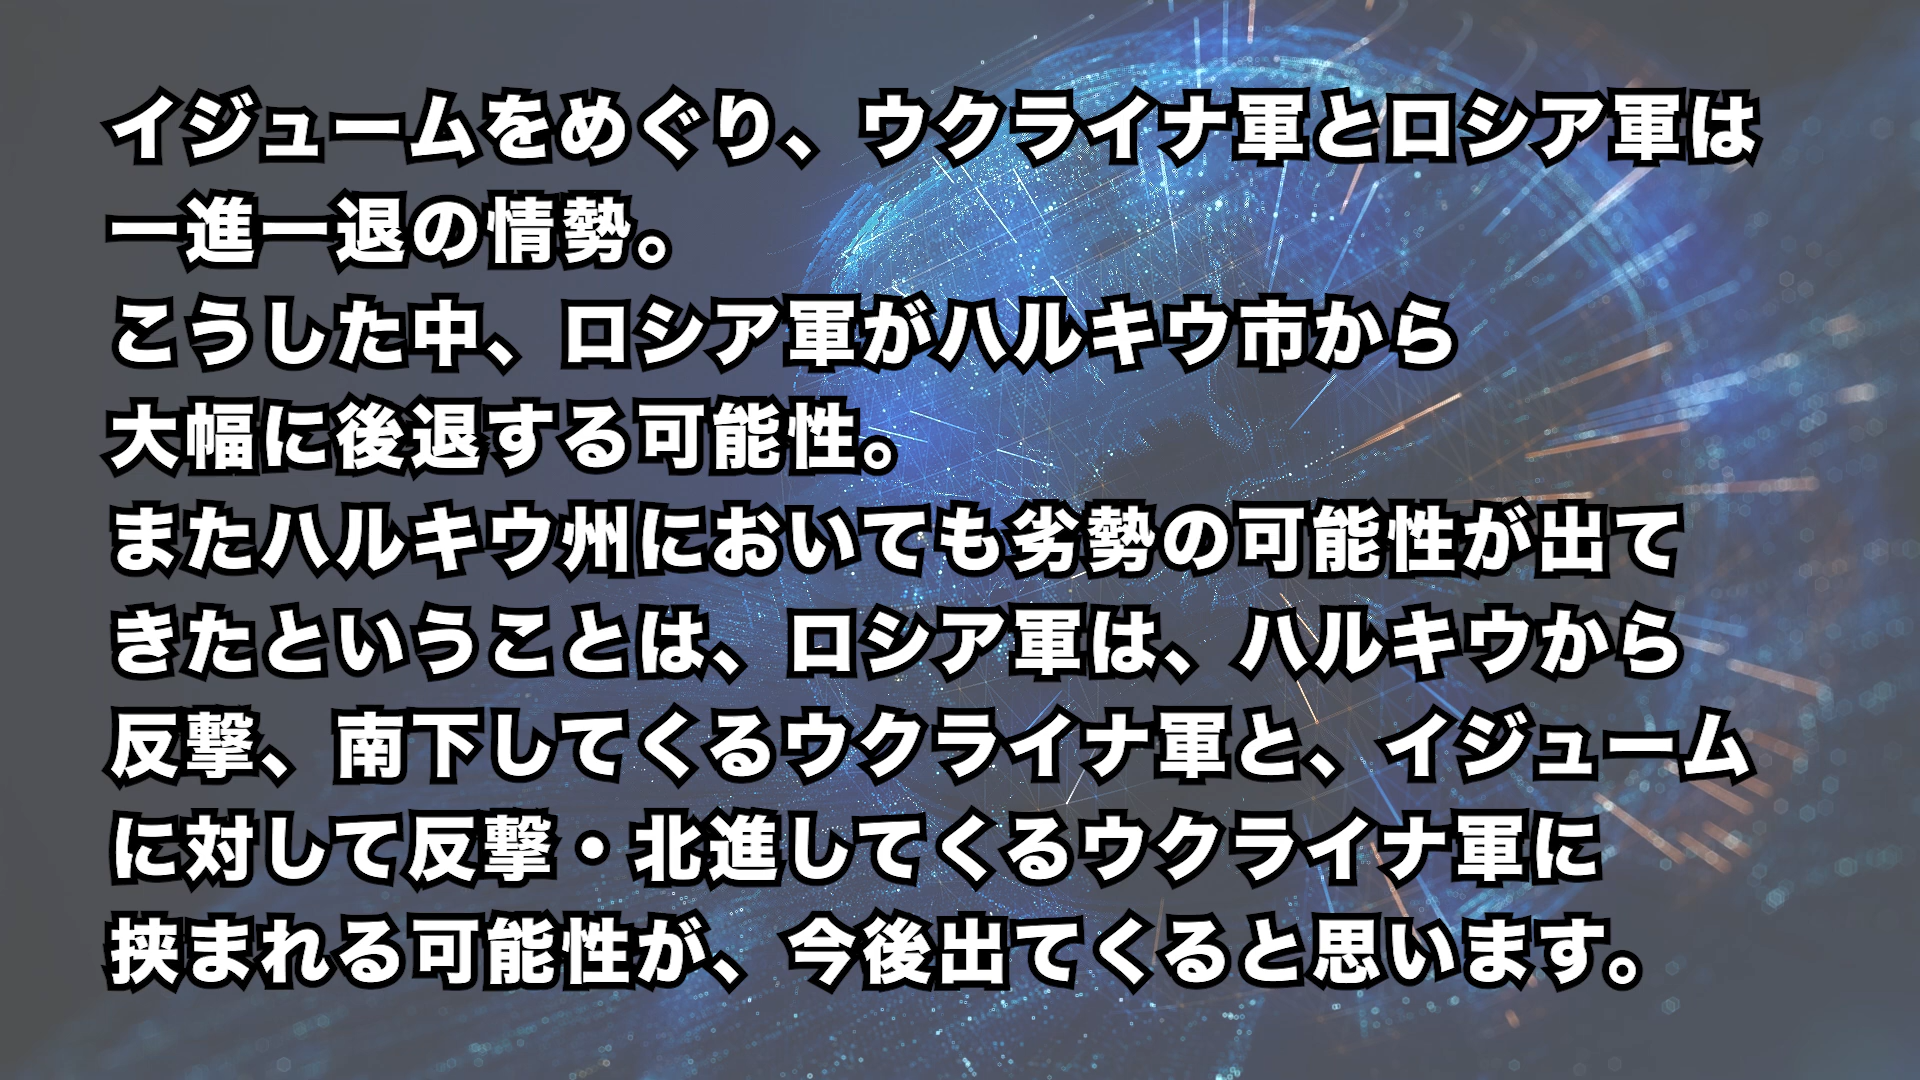 イジュームをめぐり、ウクライナ軍とロシア軍は
一進一退の情勢。
こうした中、ロシア軍がハルキウ市から
大幅に後退する可能性。
またハルキウ州においても劣勢の可能性が出て
きたということは、ロシア軍は、ハルキウから
反撃、南下してくるウクライナ軍と、イジューム
に対して反撃・北進してくるウクライナ軍に
挟まれる可能性が、今後出てくると思います。